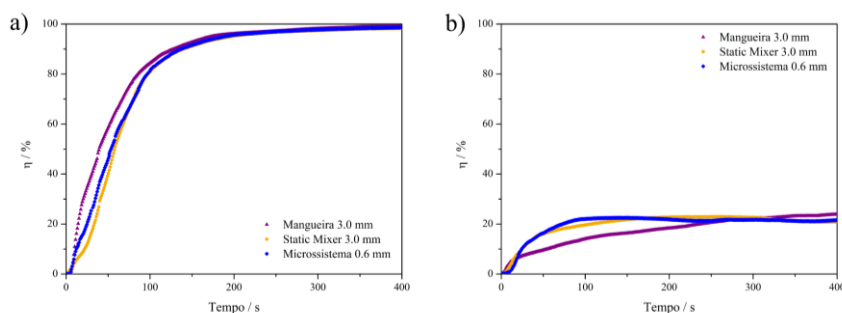 a)
100
80
60
40
20
0
η / %
Mangueira 3.0 mm
Static Mixer 3.0 mm
Microssistema 0.6 mm
0 100 200 300 400
Tempo / s
b)
100
80
60
40
20
0
η / %
Mangueira 3.0 mm
Static Mixer 3.0 mm
Microssistema 0.6 mm
0 100 200 300 400
Tempo / s